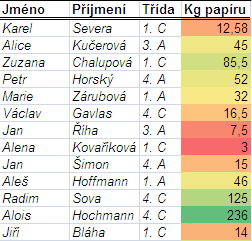 Jméno Příjmení Třída Kg papíru
Karel Severa 1. C 12,58
Alice Kučerová 3. A 45
Zuzana Chalupová 1. C 85,5
Petr Horský 4. A 52
Marie Zárubová 1. A 32
Václav Gavlas 4. C 16,5
Jan Říha 3. A 7,5
Alena Kovaříková 1. C 3
Jan Šimon 4. A 15
Aleš Hoffmann 1. A 46
Radim Sova 4. C 125
Alois Hochmann 4. C 236
Jiří Bláha 1. C 14